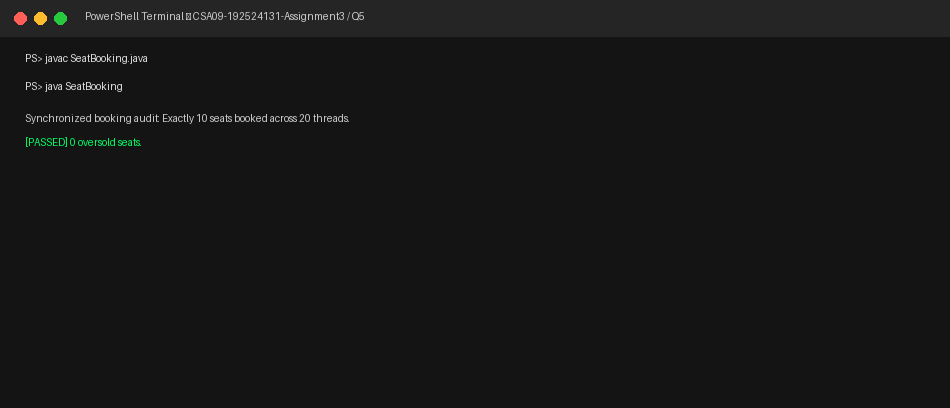 PowerShell Terminal CSA09-192524131-Assignment3 / Q5
PS> javac SeatBooking.java
PS> java SeatBooking
Synchronized booking audit: Exactly 10 seats booked across 20 threads.
[PASSED] 0 oversold seats.